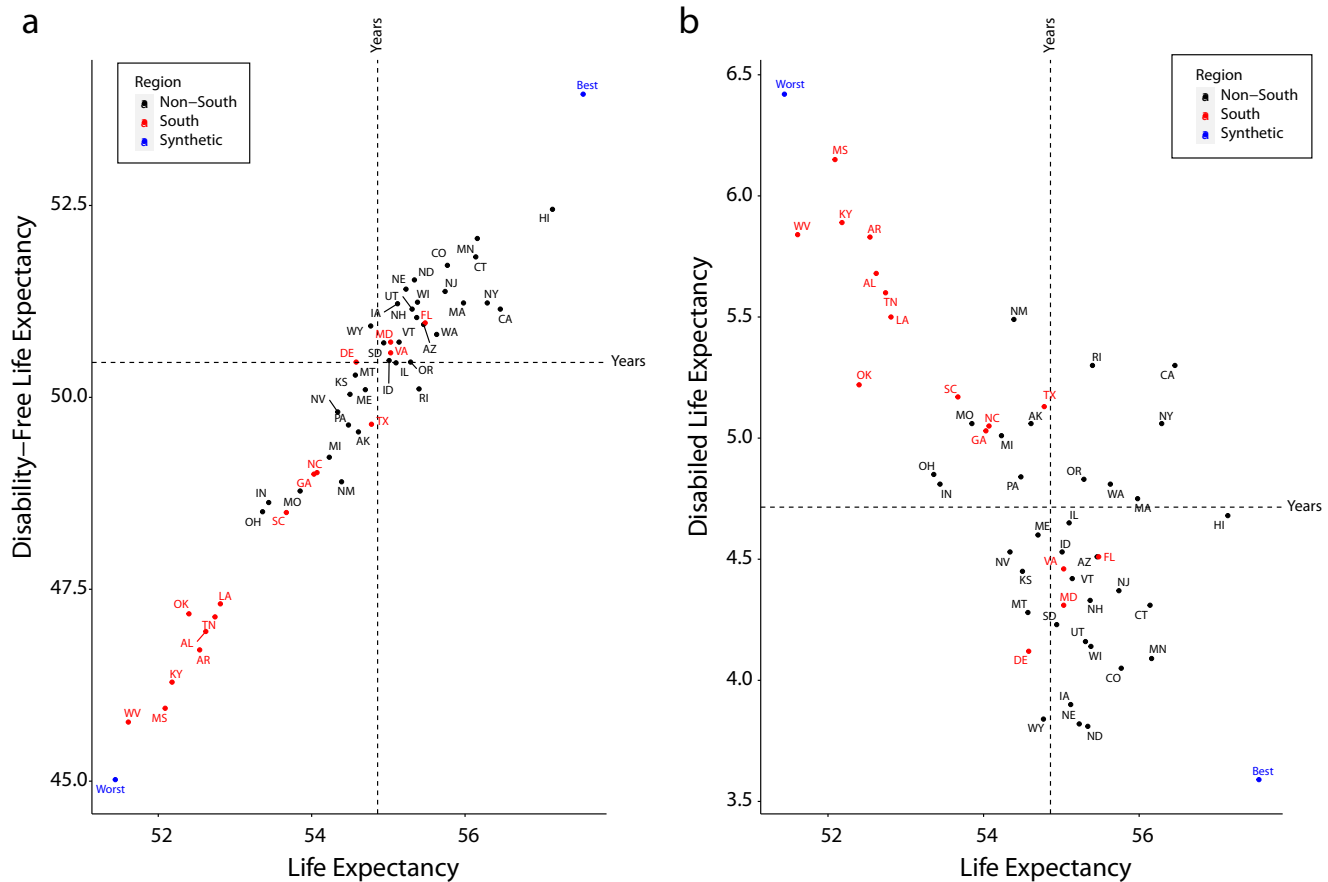 a
Years
Region
Non−South
South
Synthetic
Best
HI
MN
CO
CT
ND
NE
NJ
UT
WI
IA
NH
FL
MA
NY
CA
WY
MD
VT
WA
DE
SD
VA
AZ
Years
MT
ID
IL
OR
KS
ME
RI
NV
PA
TX
AK
MI
NC
GA
NM
IN
MO
OH
SC
LA
OK
TN
AL
AR
KY
WV
MS
Worst
52.5
50.0
47.5
45.0
52
54
56
Disability−Free Life Expectancy
Life Expectancy
b
Years
Region
Non−South
South
Synthetic
Worst
MS
KY
WV
AR
AL
TN
LA
NM
RI
CA
OK
SC
TX
MO
NC
AK
NY
GA
MI
OH
IN
PA
OR
WA
MA
HI
Years
IL
ME
ID
NV
VA
AZ
FL
KS
VT
NJ
MT
MD
NH
CT
SD
UT
WI
MN
DE
CO
IA
NE
WY
ND
Best
6.5
6.0
5.5
5.0
4.5
4.0
3.5
52
54
56
Disabiled Life Expectancy
Life Expectancy